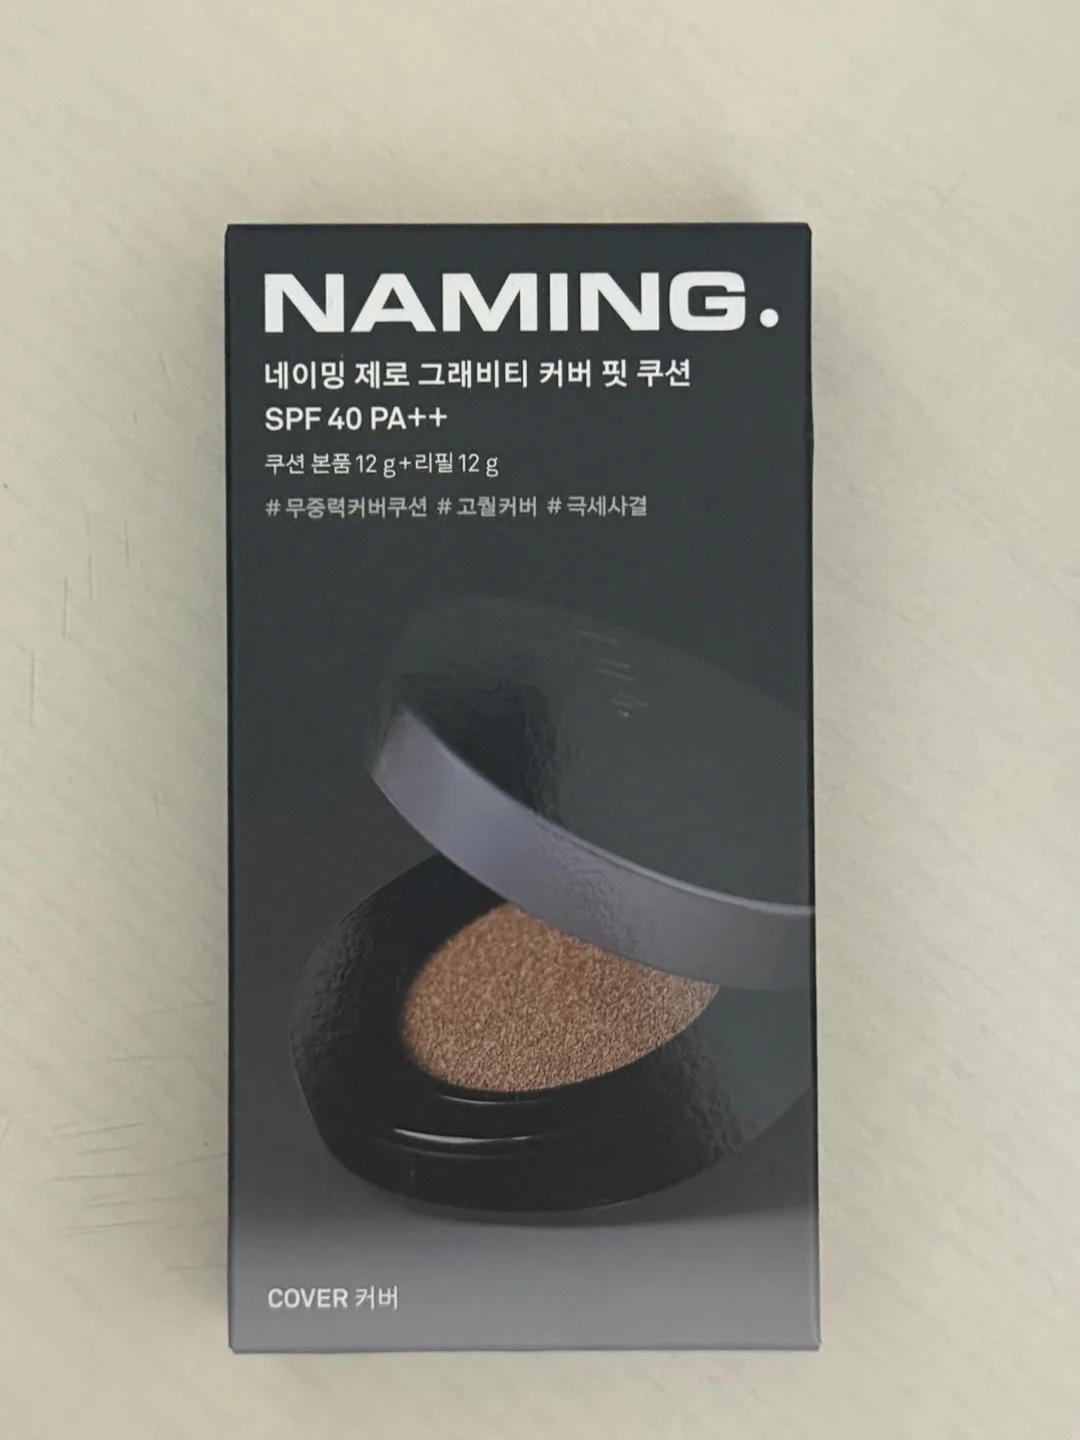 NAMING.
네이밍 제로 그래비티 커버 핏 쿠션
SPF 40 PA++
쿠션 본품 12 g+리필 12 g
# 무중력커버쿠션 # 고퀄커버 # 극세사결
COVER 커버